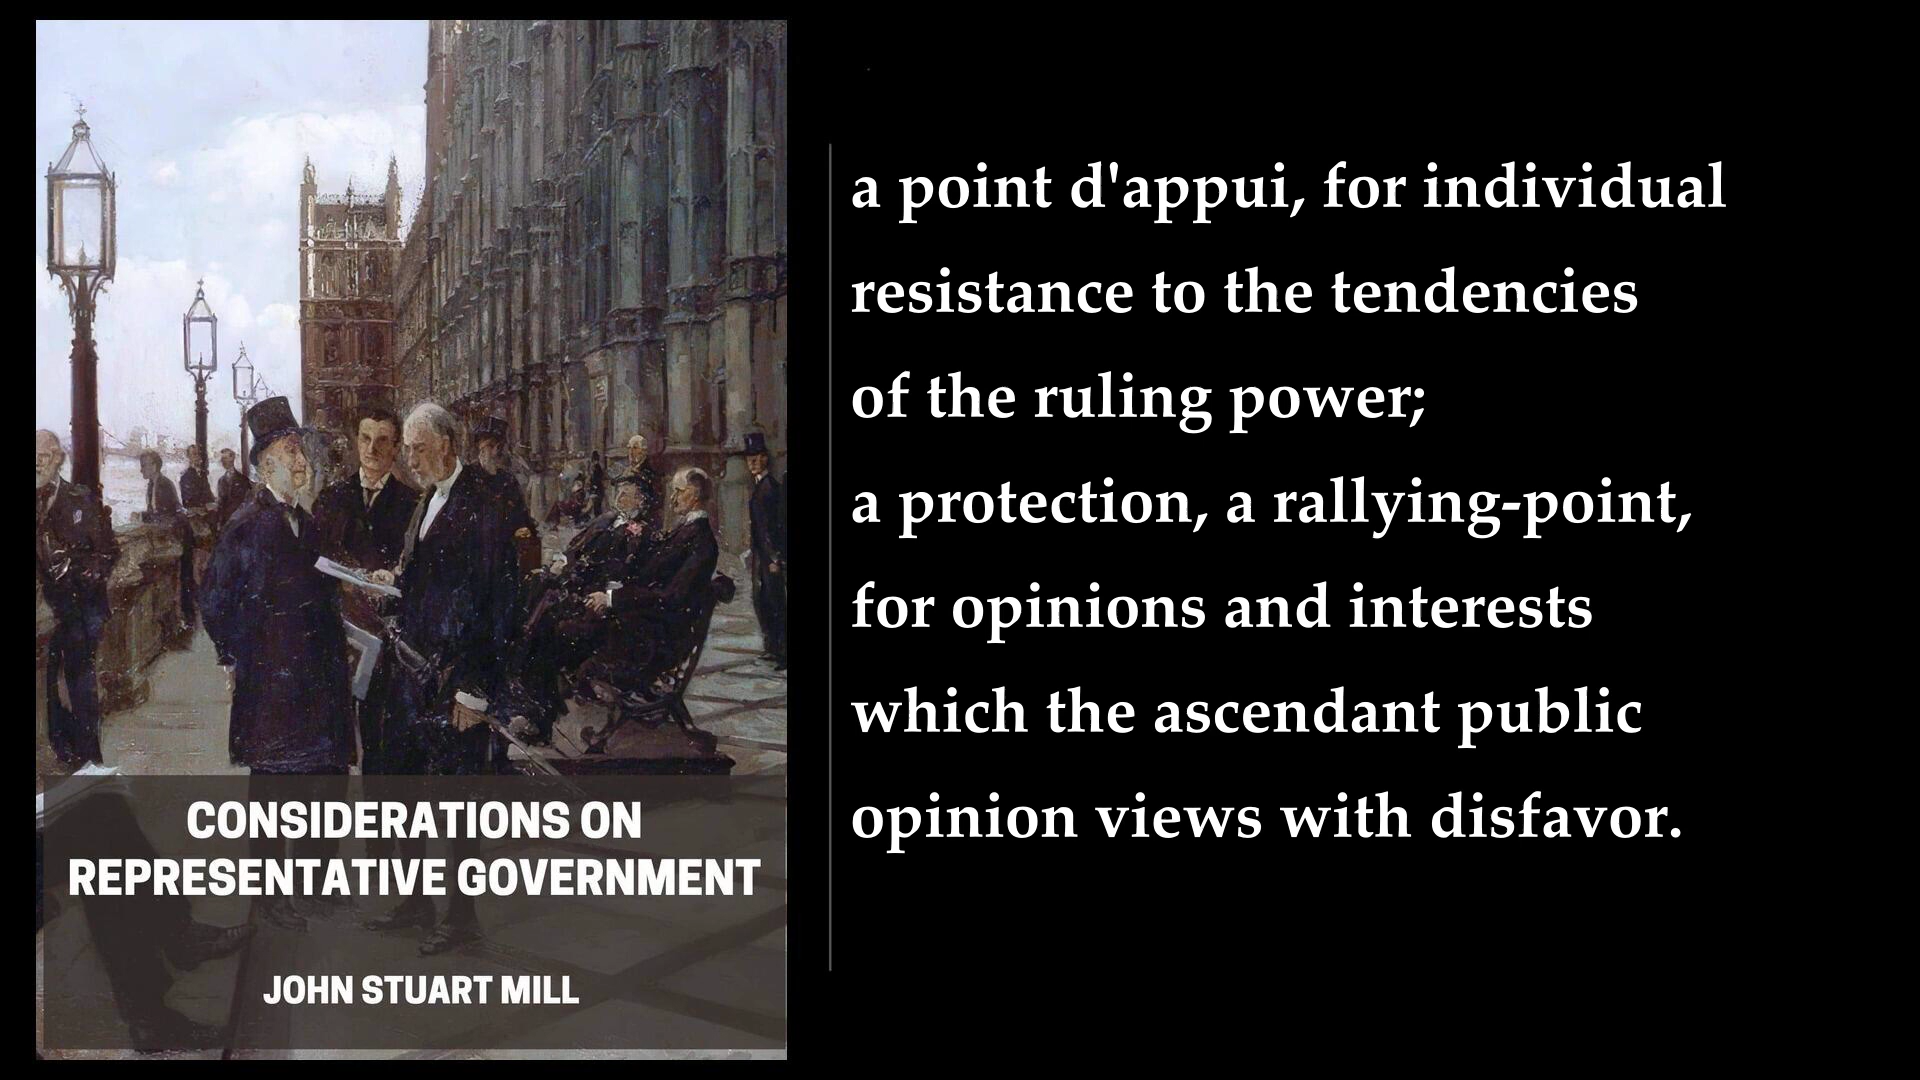 CONSIDERATIONS ON
REPRESENTATIVE GOVERNMENT
JOHN STUART MILL
a point d'appui, for individual
resistance to the tendencies
of the ruling power;
a protection, a rallying-point,
for opinions and interests
which the ascendant public
opinion views with disfavor.